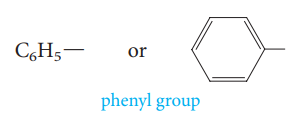 C₆H₅— or
phenyl group